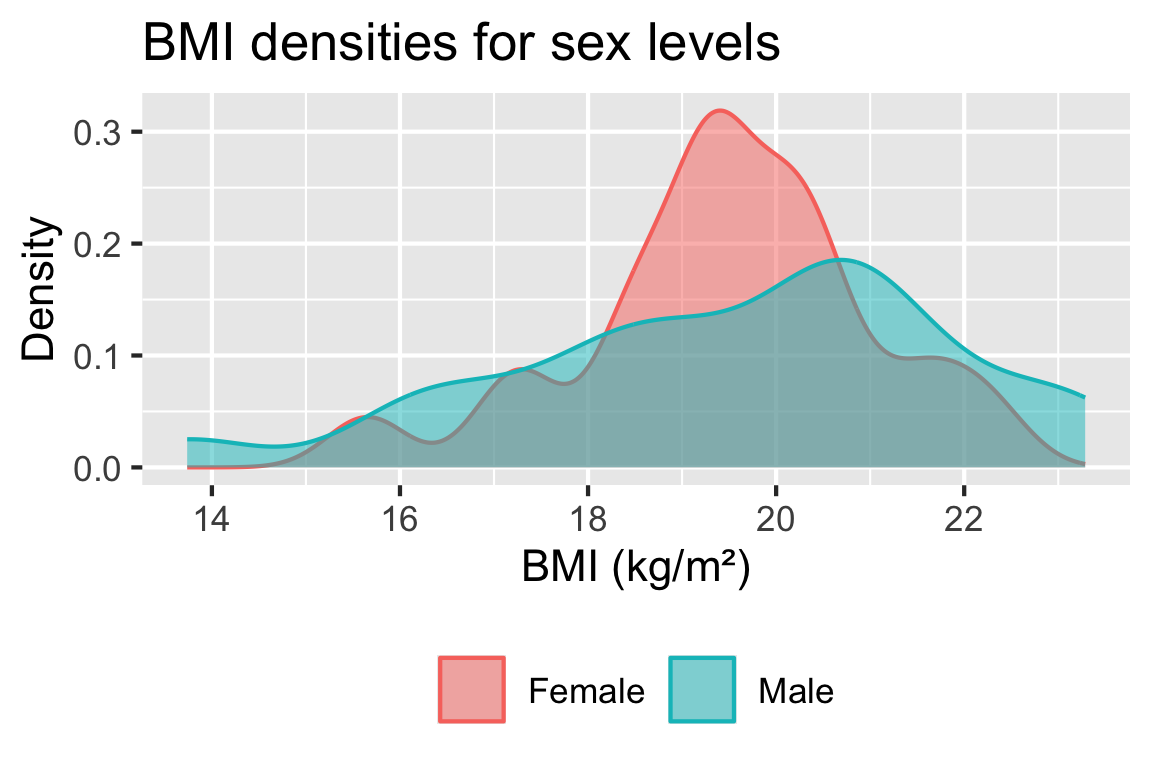 BMI densities for sex levels
Density
0.3
0.2
0.1
0.0
14 16 18 20 22
BMI (kg/m²)
Female Male